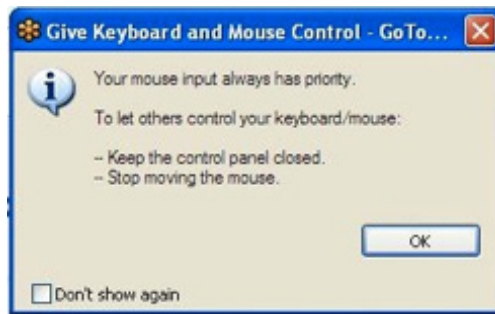 Give Keyboard and Mouse Control - GoTo...
Your mouse input always has priority.
To let others control your keyboard/mouse:
-- Keep the control panel closed.
-- Stop moving the mouse.
OK
Don't show again